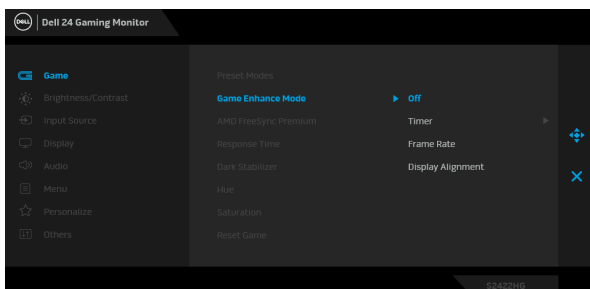 DELL
Dell 24 Gaming Monitor
Game
Brightness/Contrast
Input Source
Display
Audio
Menu
Personalize
Others
Preset Modes
Game Enhance Mode
AMD FreeSync Premium
Response Time
Dark Stabilizer
Hue
Saturation
Reset Game
Off
Timer
Frame Rate
Display Alignment
S2422HG